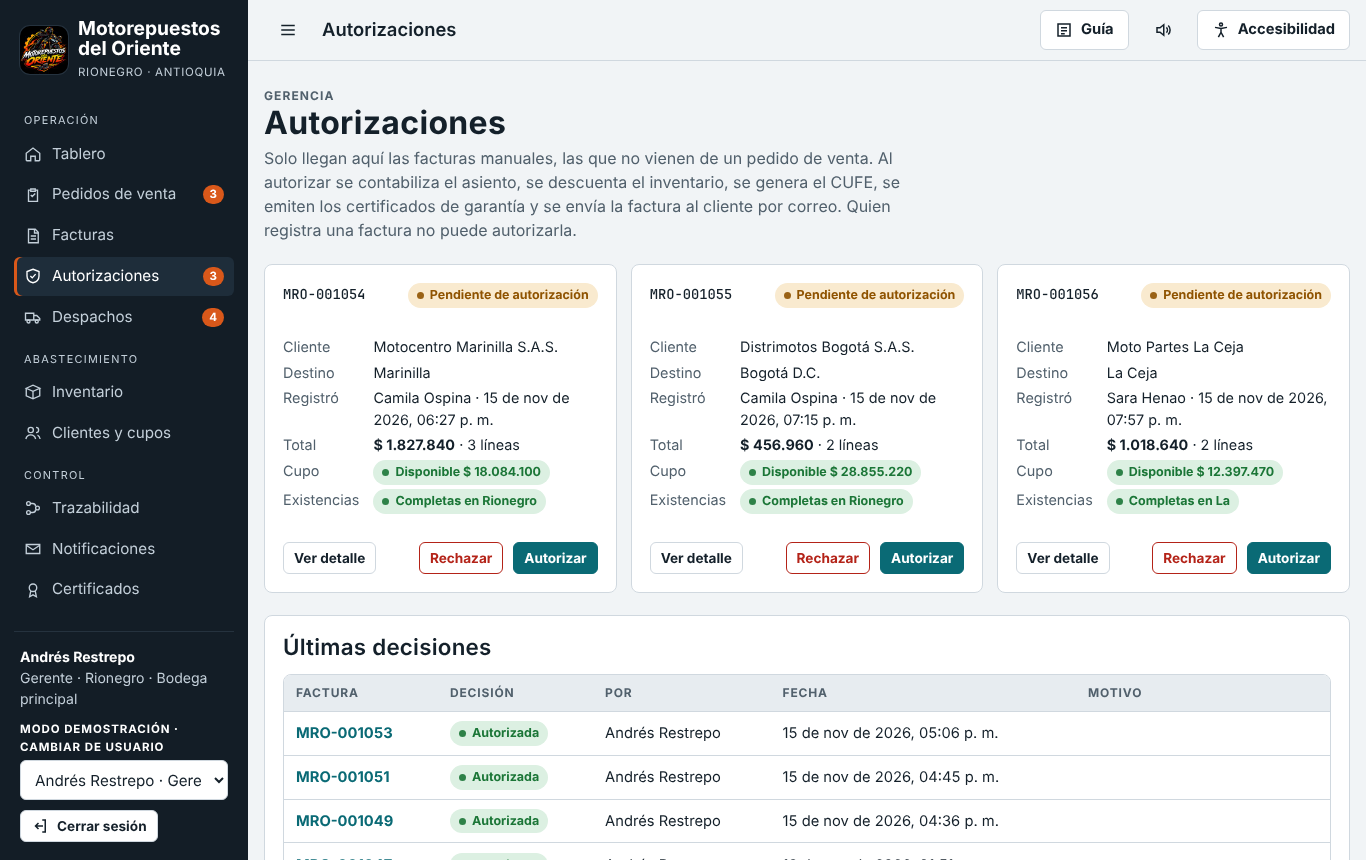 Motorepuestos
del Oriente
RIONEGRO · ANTIOQUIA
OPERACIÓN
Tablero
Pedidos de venta 3
Facturas
Autorizaciones 3
Despachos 4
ABASTECIMIENTO
Inventario
Clientes y cupos
CONTROL
Trazabilidad
Notificaciones
Certificados
Andrés Restrepo
Gerente · Rionegro · Bodega
principal
MODO DEMOSTRACIÓN ·
CAMBIAR DE USUARIO
Andrés Restrepo · Gere
Cerrar sesión
Autorizaciones
Guía
Accesibilidad
GERENCIA
Autorizaciones
Solo llegan aquí las facturas manuales, las que no vienen de un pedido de venta. Al
autorizar se contabiliza el asiento, se descuenta el inventario, se genera el CUFE, se
emiten los certificados de garantía y se envía la factura al cliente por correo. Quien
registra una factura no puede autorizarla.
MRO-001054 Pendiente de autorización
Cliente Motocentro Marinilla S.A.S.
Destino Marinilla
Registró Camila Ospina · 15 de nov de
2026, 06:27 p. m.
Total $ 1.827.840 · 3 líneas
Cupo Disponible $ 18.084.100
Existencias Completas en Rionegro
Ver detalle Rechazar Autorizar
MRO-001055 Pendiente de autorización
Cliente Distrimotos Bogotá S.A.S.
Destino Bogotá D.C.
Registró Camila Ospina · 15 de nov de
2026, 07:15 p. m.
Total $ 456.960 · 2 líneas
Cupo Disponible $ 28.855.220
Existencias Completas en Rionegro
Ver detalle Rechazar Autorizar
MRO-001056 Pendiente de autorización
Cliente Moto Partes La Ceja
Destino La Ceja
Registró Sara Henao · 15 de nov de 2026,
07:57 p. m.
Total $ 1.018.640 · 2 líneas
Cupo Disponible $ 12.397.470
Existencias Completas en La
Ver detalle Rechazar Autorizar
Últimas decisiones
FACTURA DECISIÓN POR FECHA MOTIVO
MRO-001053 Autorizada Andrés Restrepo 15 de nov de 2026, 05:06 p. m.
MRO-001051 Autorizada Andrés Restrepo 15 de nov de 2026, 04:45 p. m.
MRO-001049 Autorizada Andrés Restrepo 15 de nov de 2026, 04:36 p. m.